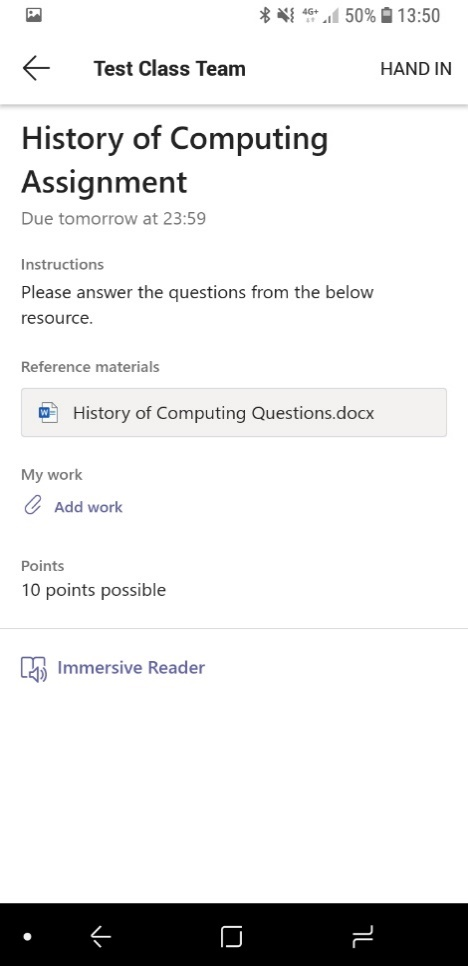 4G+ 50% 13:50
Test Class Team HAND IN
History of Computing
Assignment
Due tomorrow at 23:59
Instructions
Please answer the questions from the below
resource.
Reference materials
History of Computing Questions.docx
My work
Add work
Points
10 points possible
Immersive Reader